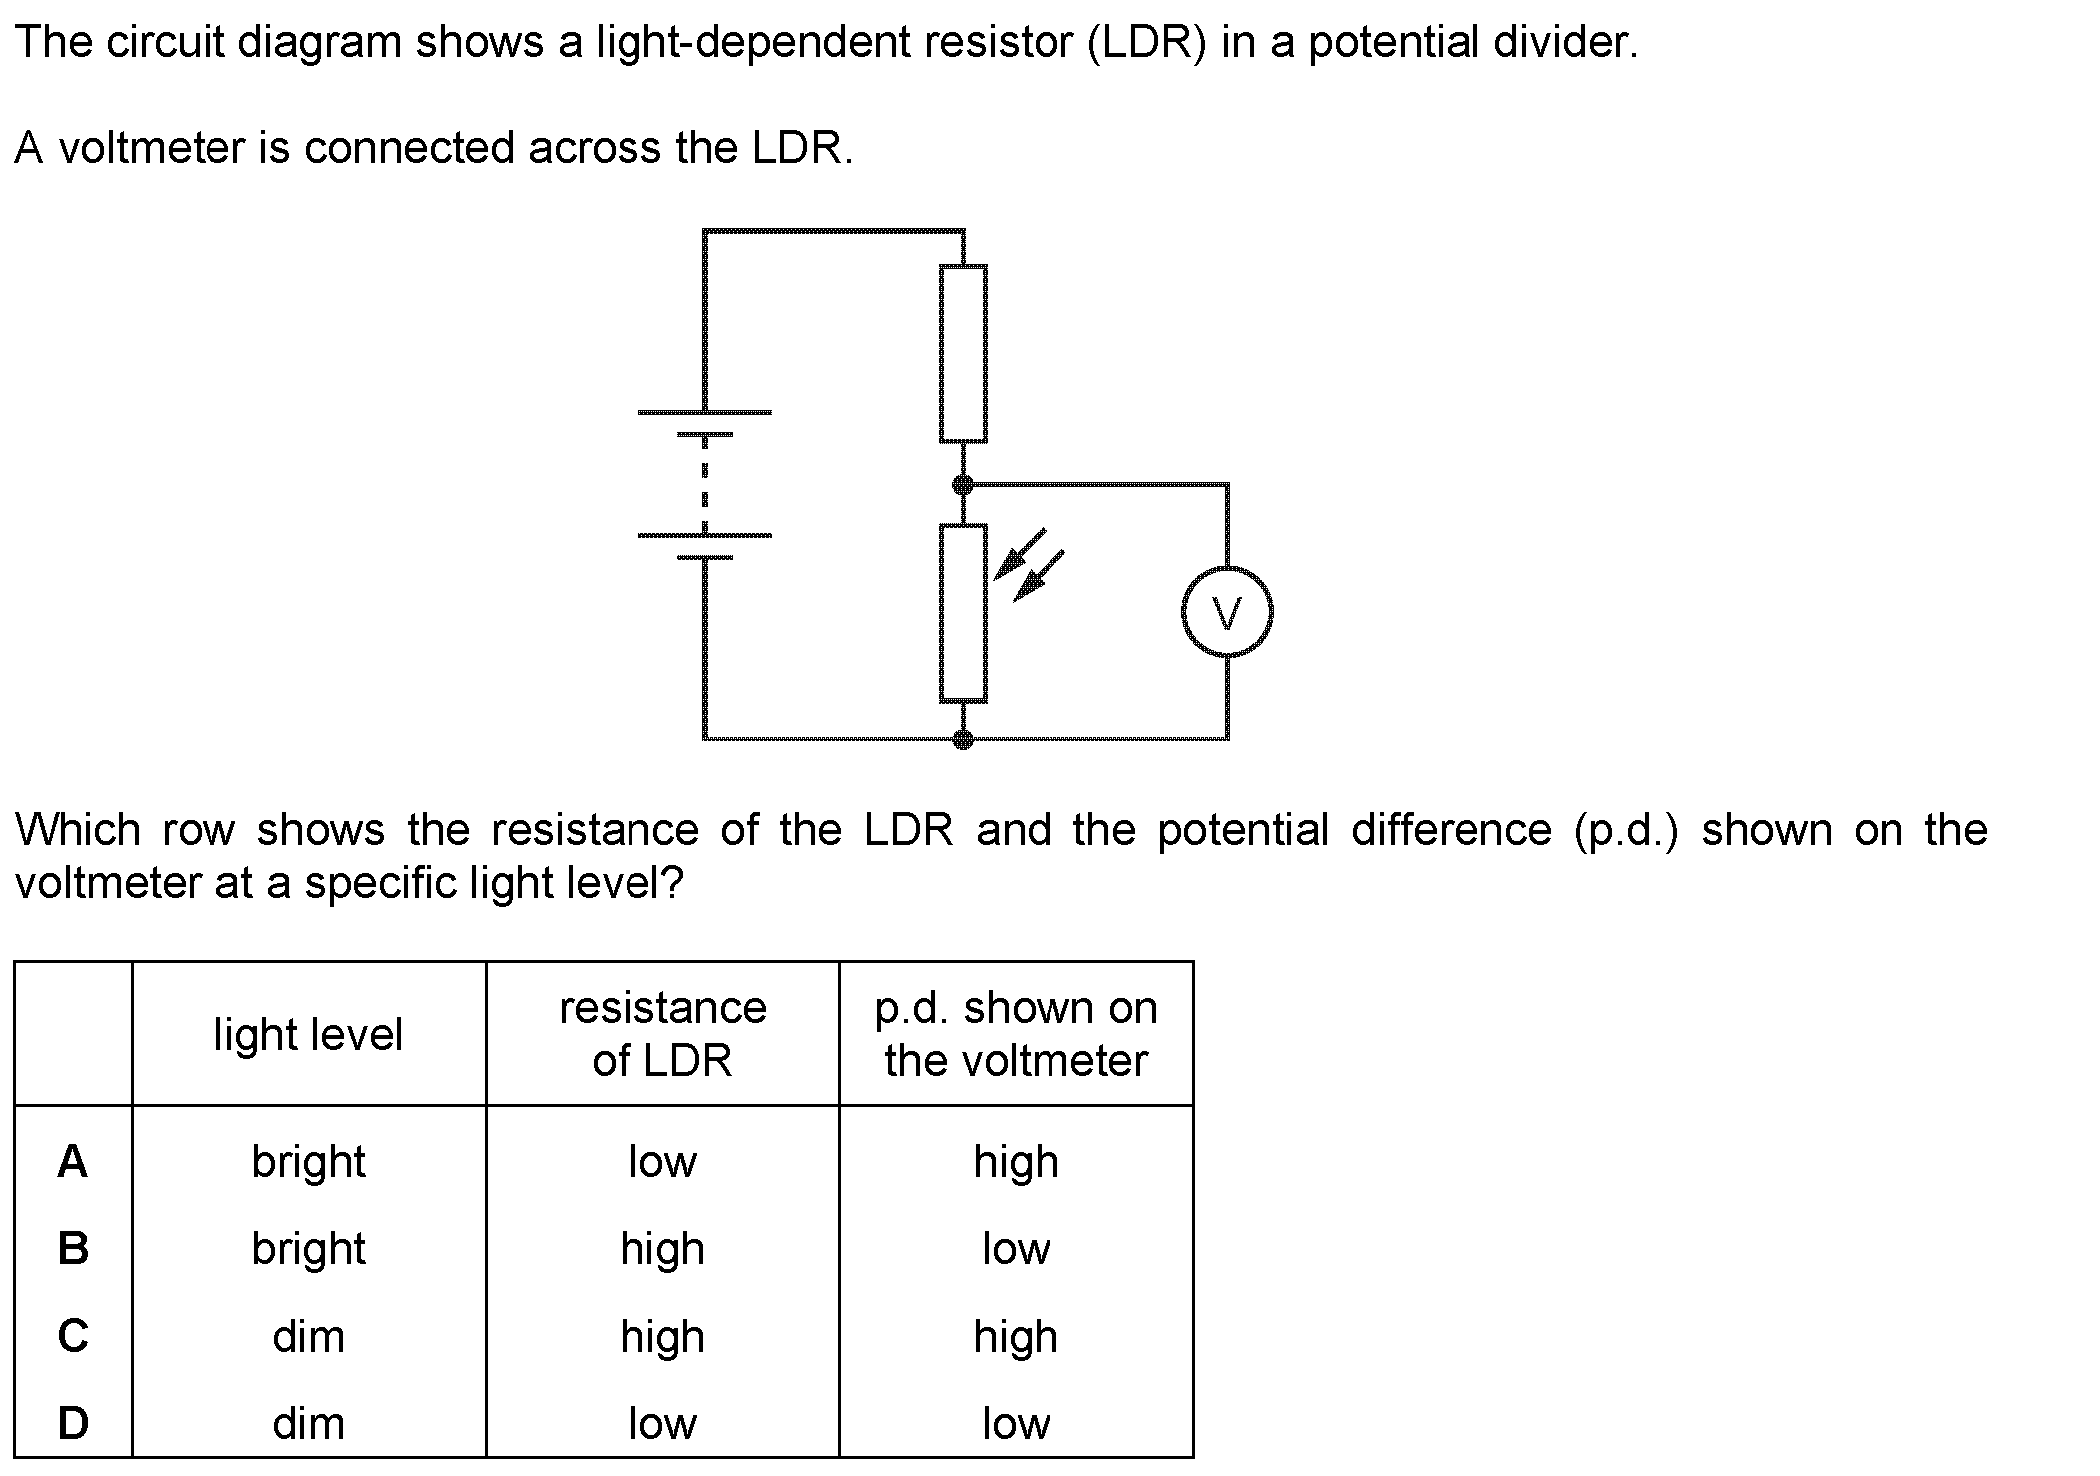 The circuit diagram shows a light-dependent resistor (LDR) in a potential divider.
A voltmeter is connected across the LDR.
V
Which row shows the resistance of the LDR and the potential difference (p.d.) shown on the
voltmeter at a specific light level?
light level
resistance
of LDR
p.d. shown on
the voltmeter
A bright low high
B bright high low
C dim high high
D dim low low